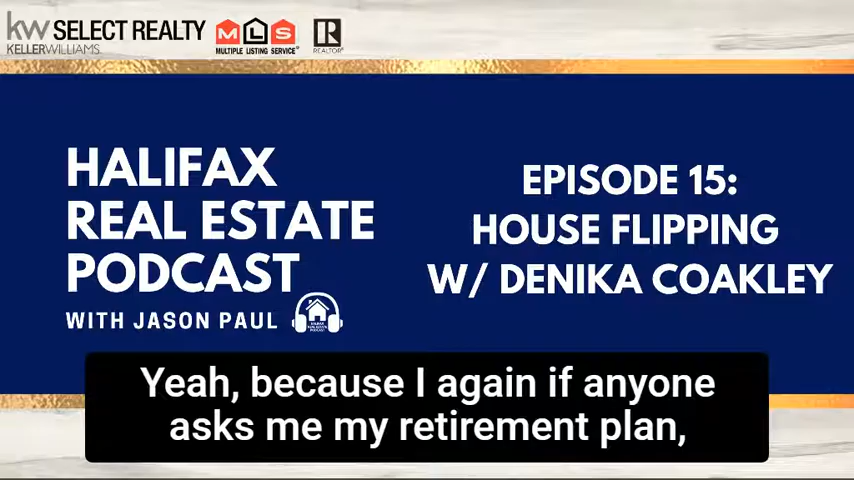 kw SELECT REALTY
KELLERWILLIAMS.
MLS
MULTIPLE LISTING SERVICE®
R
REALTOR®
HALIFAX
REAL ESTATE
PODCAST
WITH JASON PAUL
EPISODE 15:
HOUSE FLIPPING
W/ DENIKA COAKLEY
Yeah, because I again if anyone
asks me my retirement plan,